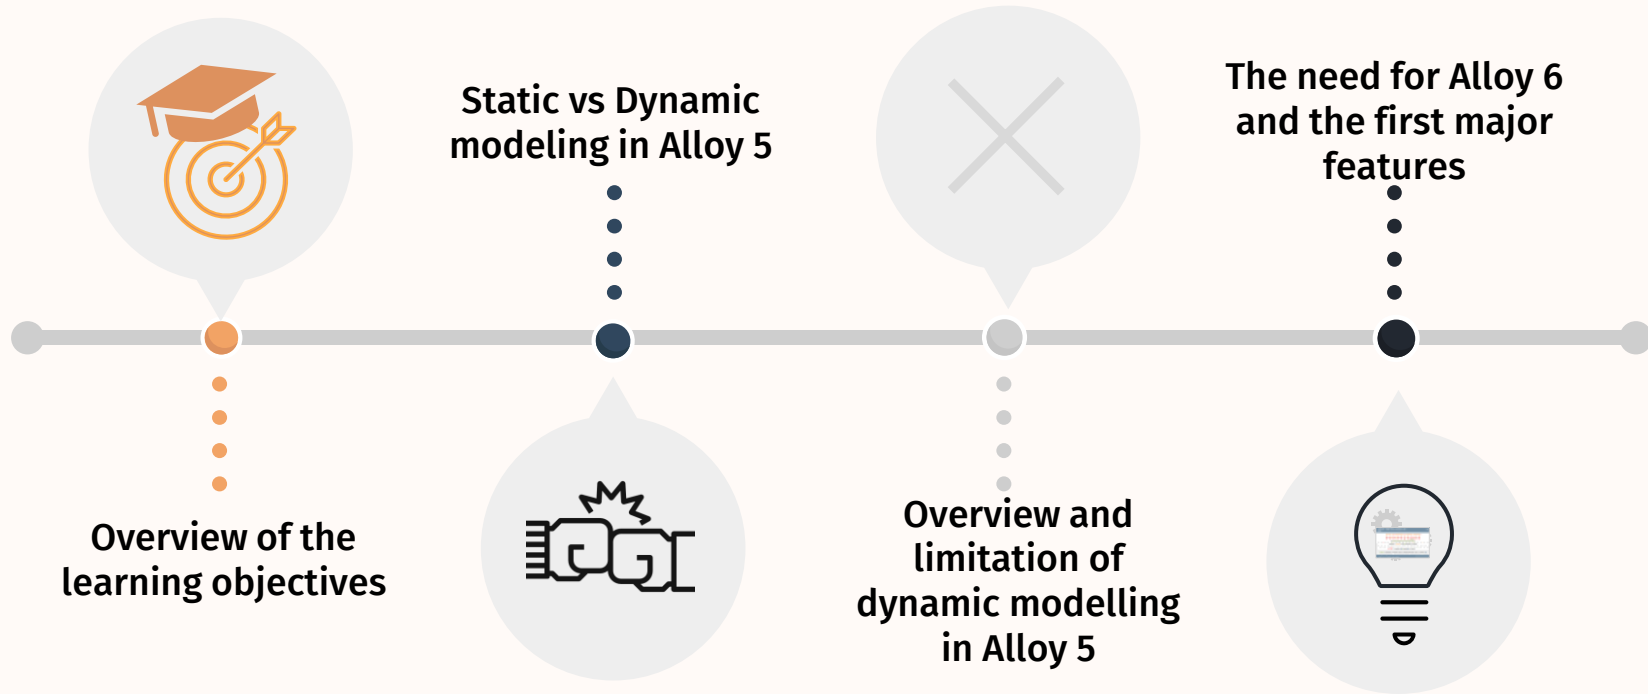 Overview of the
learning objectives
Static vs Dynamic
modeling in Alloy 5
Overview and
limitation of
dynamic modelling
in Alloy 5
The need for Alloy 6
and the first major
features